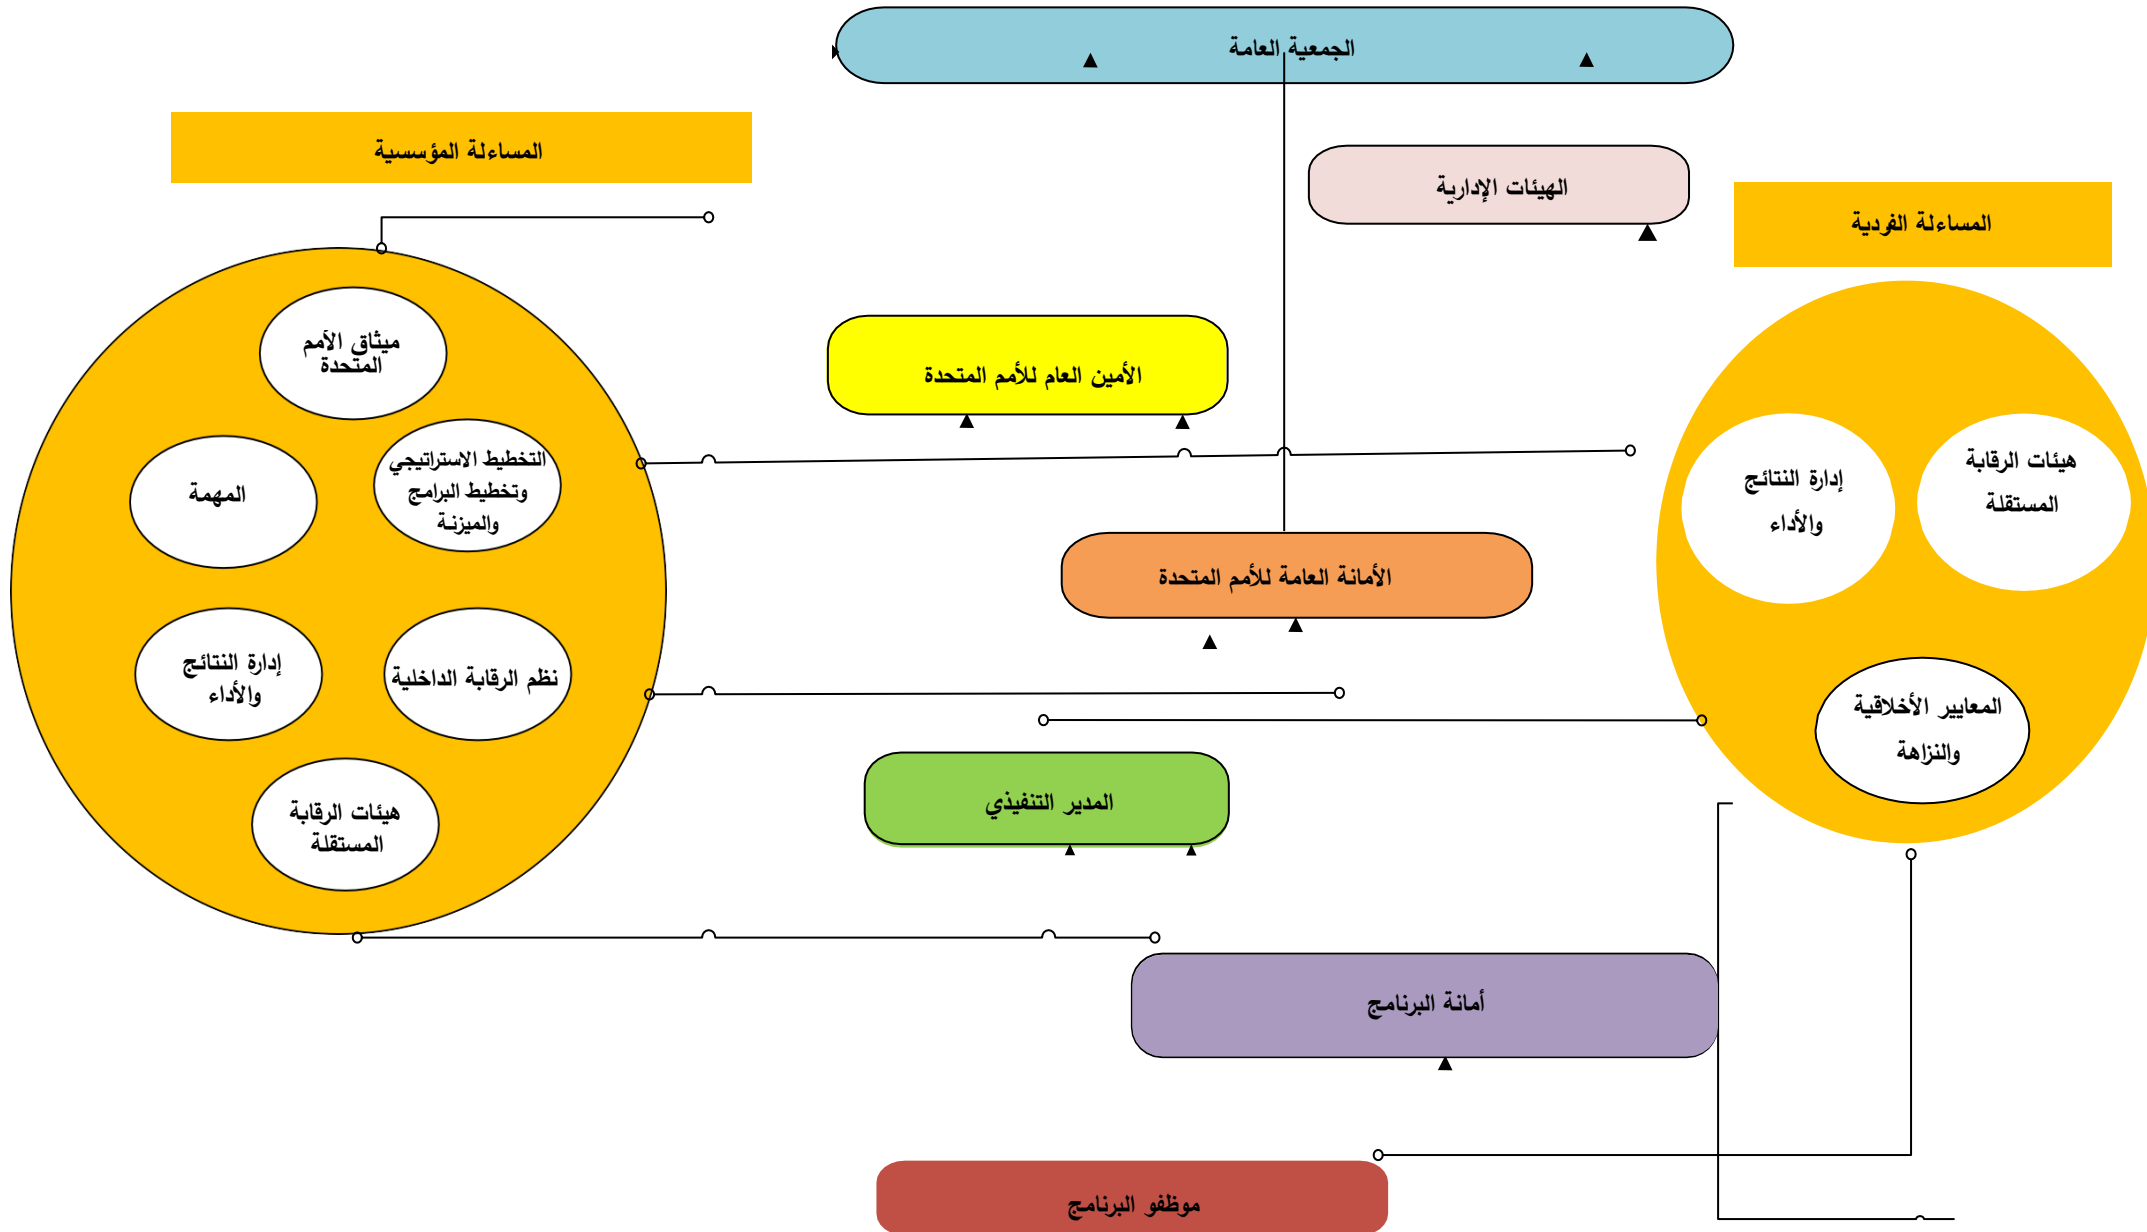 الجمعية العامة
المساءلة المؤسسية
الهيئات الإدارية
المساءلة الفردية
ميثاق الأمم
المتحدة
الأمين العام للأمم المتحدة
التخطيط الاستراتيجي
وتخطيط البرامج
والميزنة
المهمة
هيئات الرقابة
المستقلة
إدارة النتائج
والأداء
الأمانة العامة للأمم المتحدة
نظم الرقابة الداخلية
إدارة النتائج
والأداء
المعايير الأخلاقية
والنزاهة
المدير التنفيذي
هيئات الرقابة
المستقلة
أمانة البرنامج
موظفو البرنامج